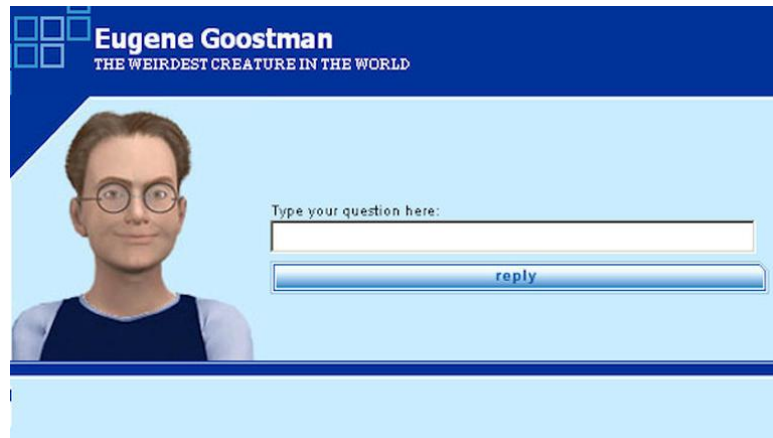 Eugene Goostman
THE WEIRDEST CREATURE IN THE WORLD
Type your question here:
reply